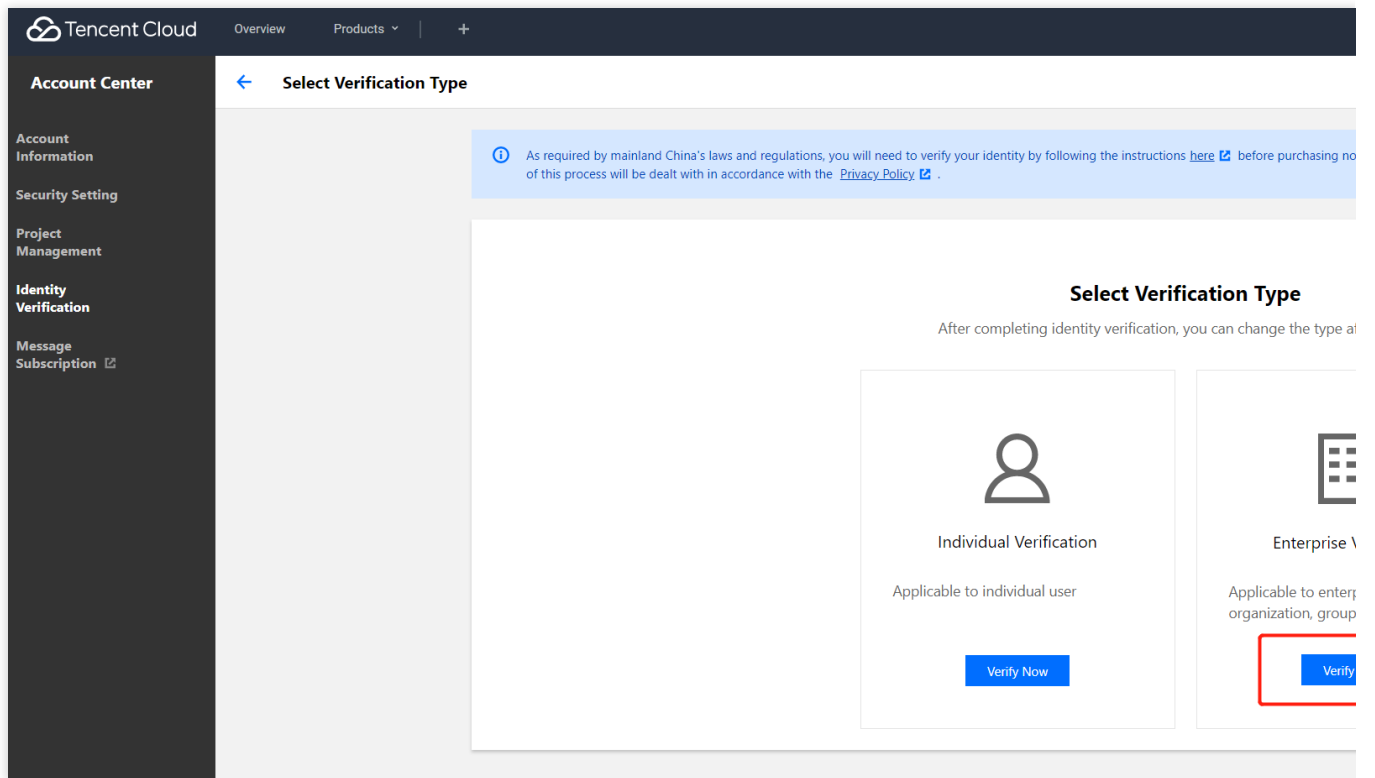 Tencent Cloud Overview Products +
Account Center
Select Verification Type
Account
Information
Security Setting
Project
Management
Identity
Verification
Message
Subscription
As required by mainland China's laws and regulations, you will need to verify your identity by following the instructions here before purchasing
of this process will be dealt with in accordance with the Privacy Policy .
Select Verification Type
After completing identity verification, you can change the type
Individual Verification
Enterprise
Applicable to individual user
Applicable to
organization, group
Verify Now
Verify